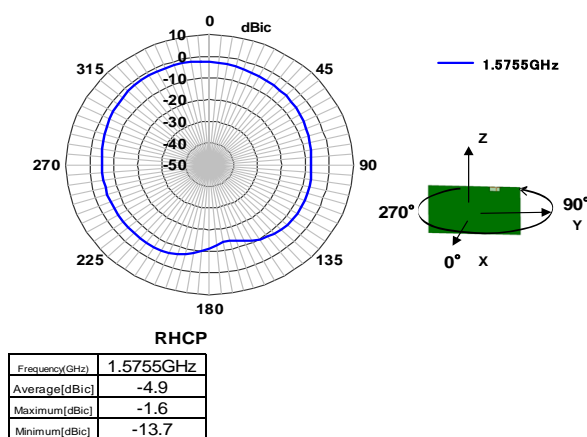 0
dBic
10
0
-10
-20
-30
-40
-50
45
90
135
180
225
270
315
1.5755GHz
Z
270°
90°
Y
0°
X
RHCP
Frequency(GHz) 1.5755GHz
Average[dBic] -4.9
Maximum[dBic] -1.6
Minimum[dBic] -13.7